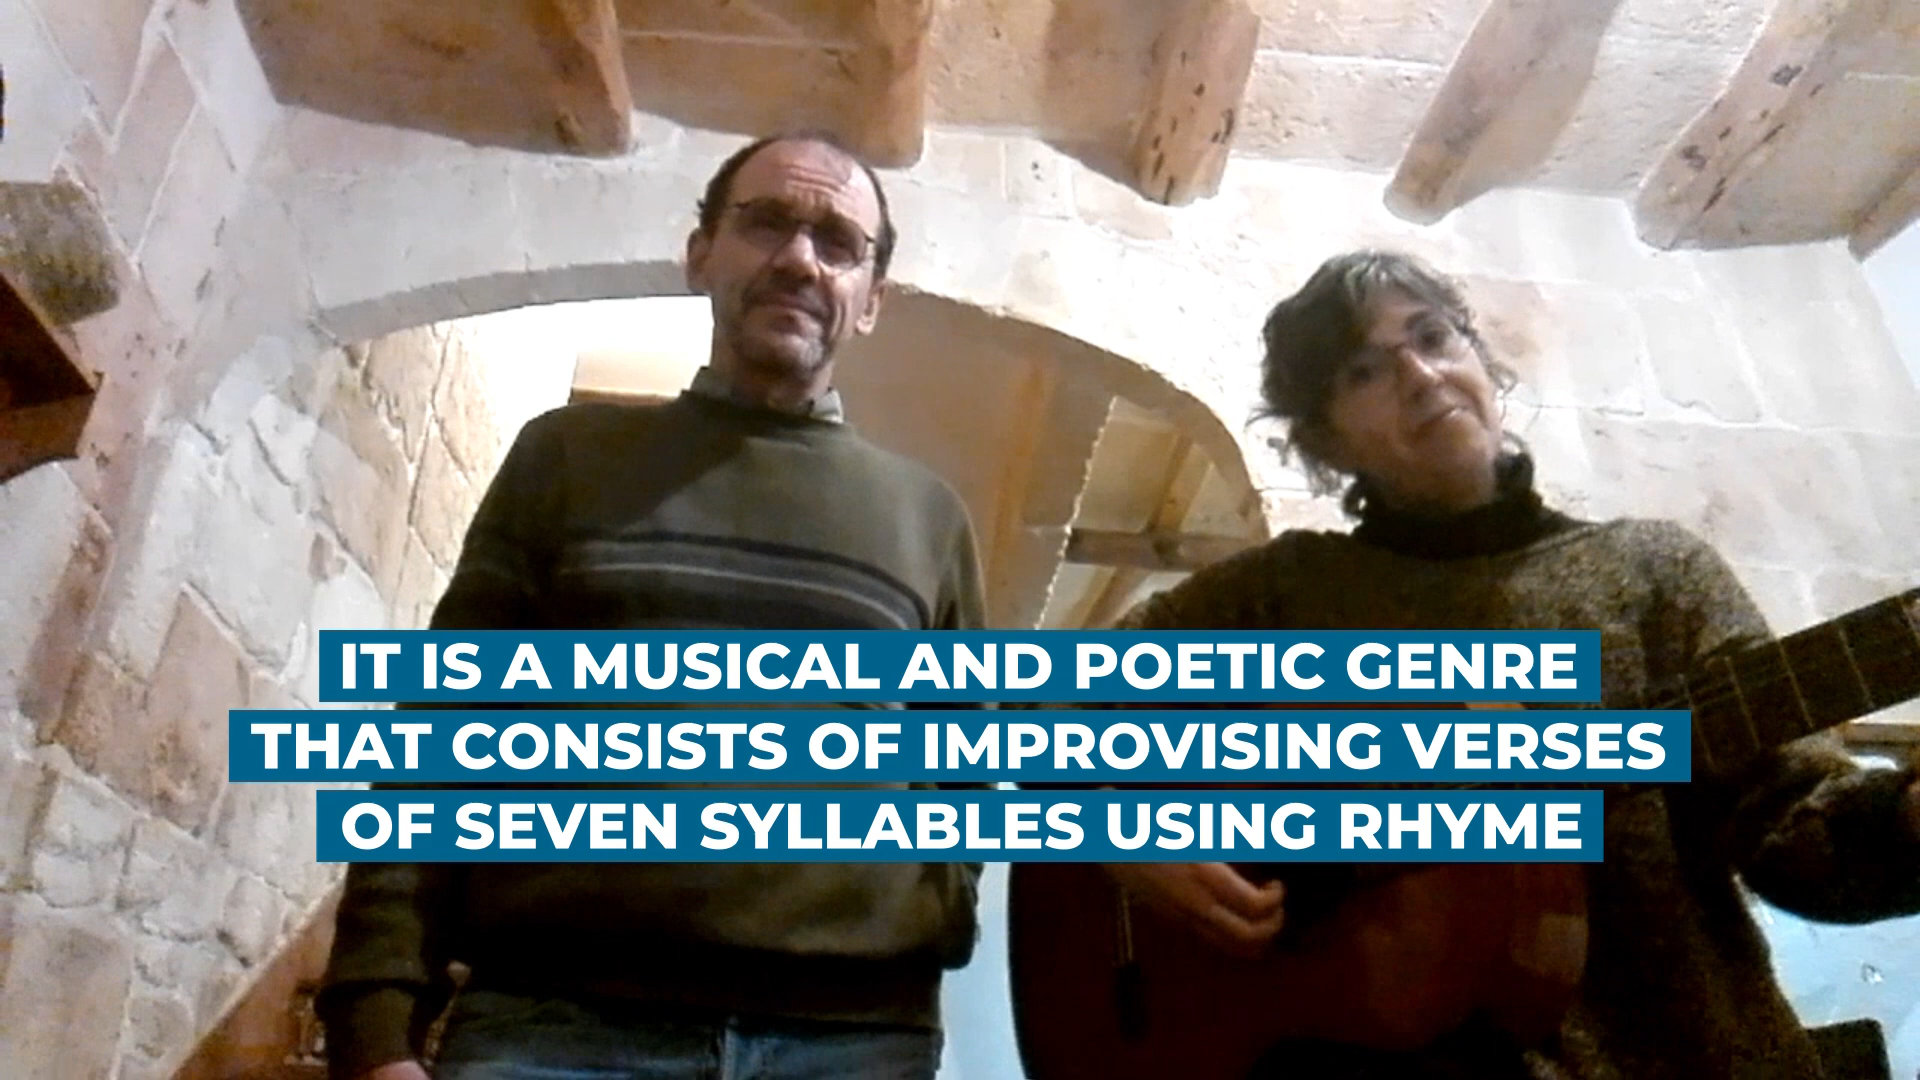 IT IS A MUSICAL AND POETIC GENRE
THAT CONSISTS OF IMPROVISING VERSES
OF SEVEN SYLLABLES USING RHYME